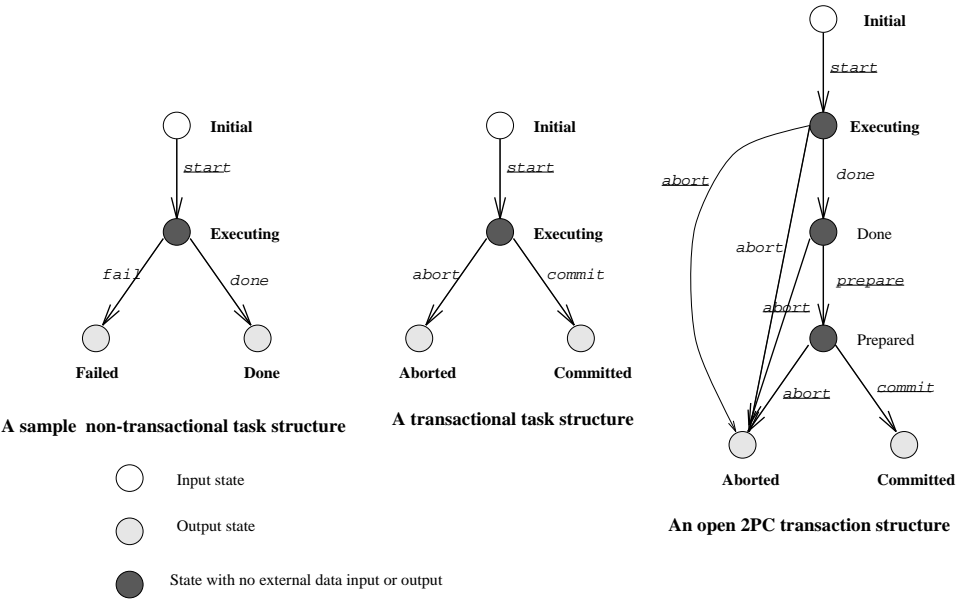 Initial
start
Executing
fail
done
Failed
Done
A sample non-transactional task structure
Initial
start
Executing
abort
commit
Aborted
Committed
A transactional task structure
Initial
start
Executing
abort
done
abort
Done
abort
prepare
Prepared
abort
commit
Aborted
Committed
An open 2PC transaction structure
Input state
Output state
State with no external data input or output